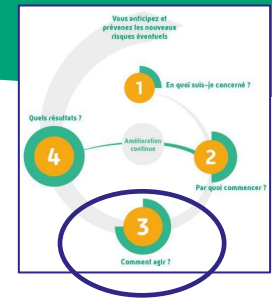 Vous anticipez et
prévenez les nouveaux
risques éventuels
1
En quoi suis-je concerné ?
Quels résultats ?
Amélioration
continue
4
2
Par quoi commencer ?
3
Comment agir ?